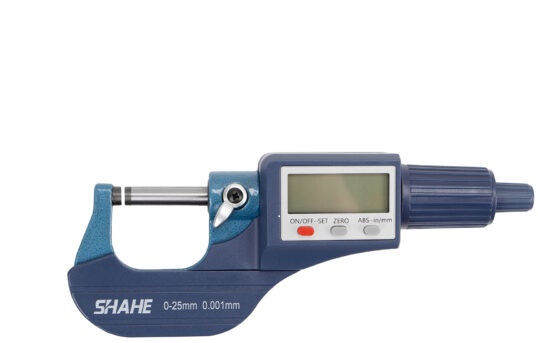 ON/OFF-SET ZERO ABS-in/mm
SHAHE 0-25mm 0.001mm